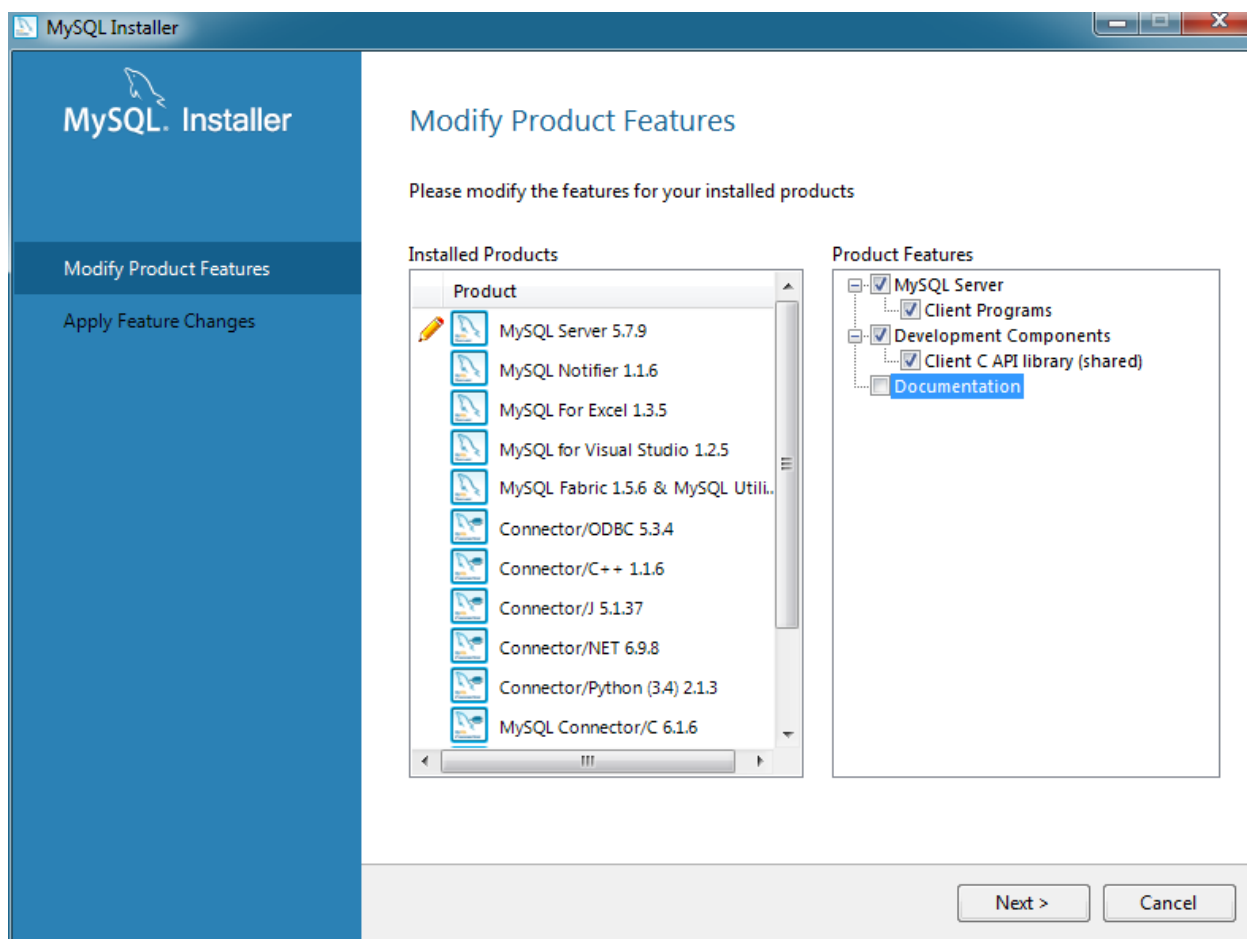 MySQL Installer
MySQL. Installer
Modify Product Features
Apply Feature Changes
Modify Product Features
Please modify the features for your installed products
Installed Products
Product
MySQL Server 5.7.9
MySQL Notifier 1.1.6
MySQL For Excel 1.3.5
MySQL for Visual Studio 1.2.5
MySQL Fabric 1.5.6 & MySQL Utili..
Connector/ODBC 5.3.4
Connector/C++ 1.1.6
Connector/J 5.1.37
Connector/NET 6.9.8
Connector/Python (3.4) 2.1.3
MySQL Connector/C 6.1.6
Product Features
MySQL Server
Client Programs
Development Components
Client C API library (shared)
Documentation
Next >
Cancel